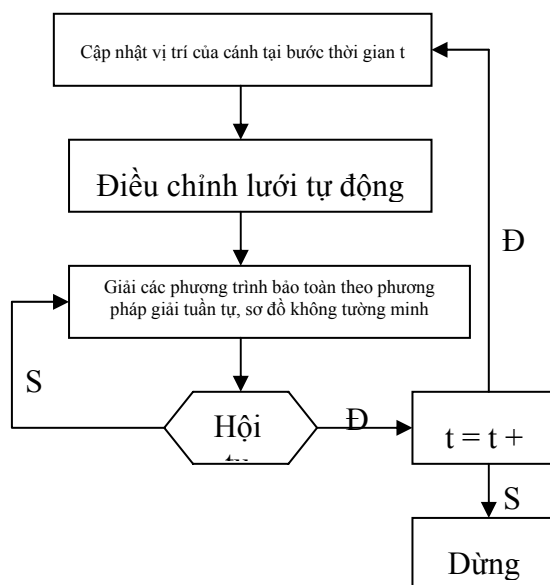 Cập nhật vị trí của cánh tại bước thời gian t
Điều chỉnh lưới tự động
Đ
Giải các phương trình bảo toàn theo phương
pháp giải tuần tự, sơ đồ không tường minh
S
Hội
Đ
t = t +
S
Dừng